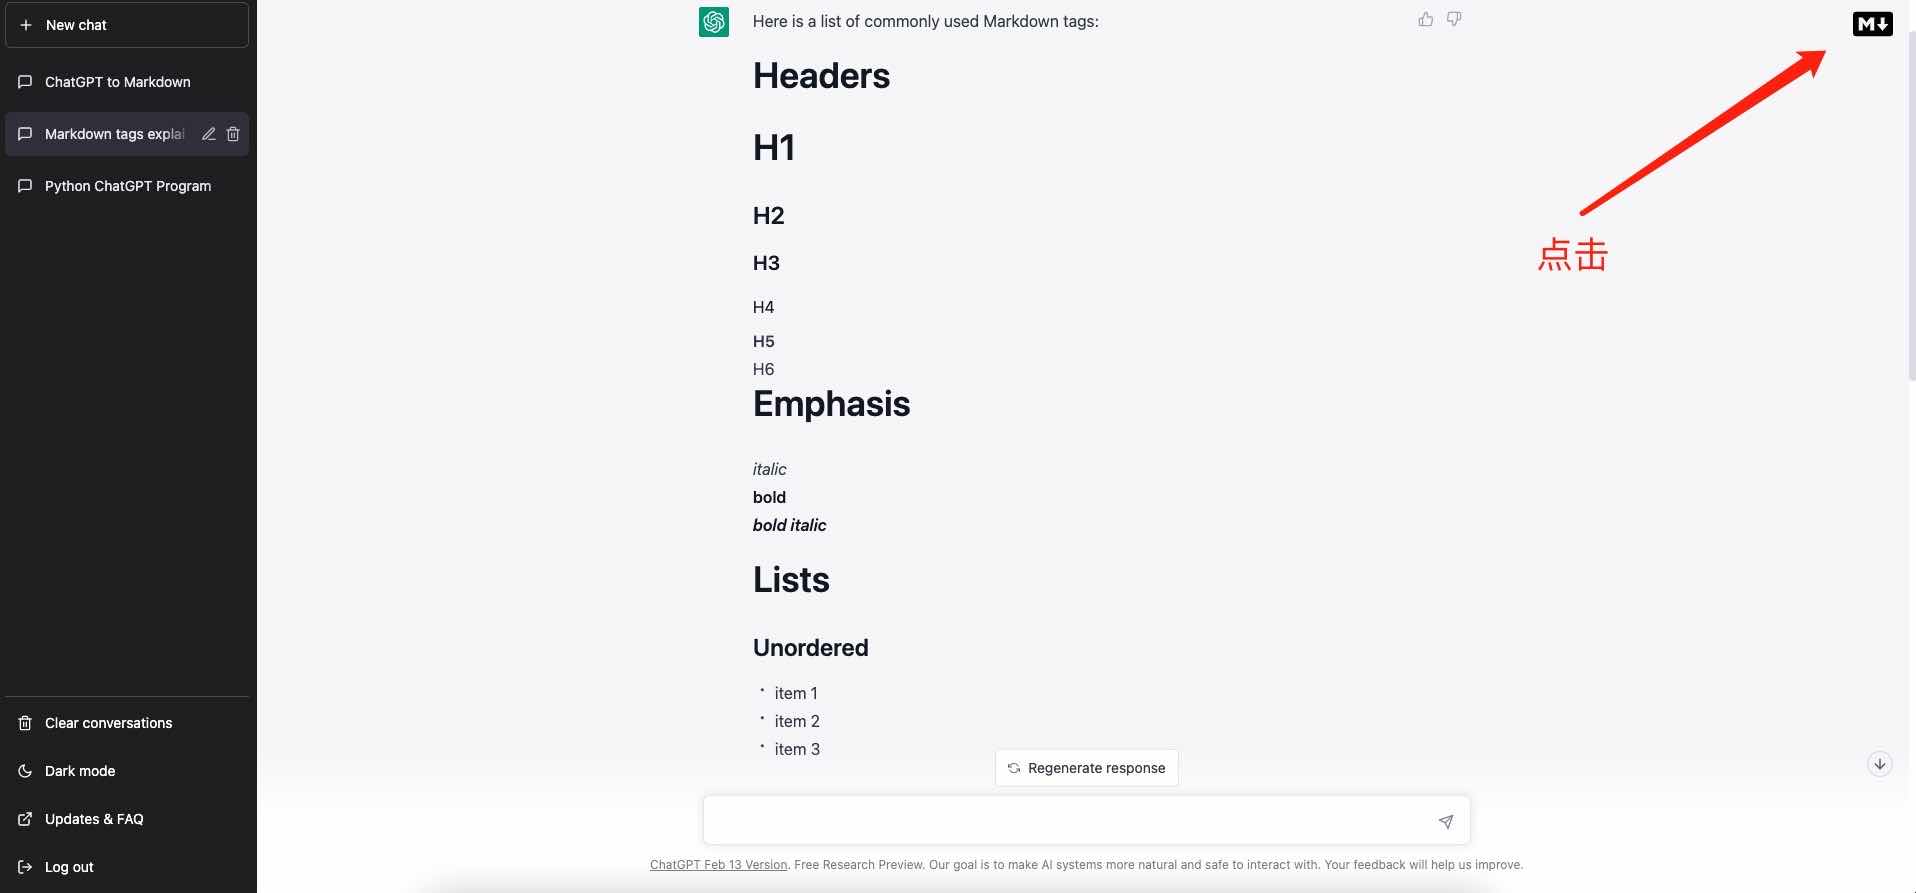 New chat
ChatGPT to Markdown
Markdown tags explai
Python ChatGPT Program
Clear conversations
Dark mode
Updates & FAQ
Log out
Here is a list of commonly used Markdown tags:
Headers
H1
H2
H3
H4
H5
H6
Emphasis
italic
bold
bold italic
Lists
Unordered
• item 1
• item 2
• item 3
Regenerate response
ChatGPT Feb 13 Version. Free Research Preview. Our goal is to make AI systems more natural and safe to interact with. Your feedback will help us improve.
M↓
点击